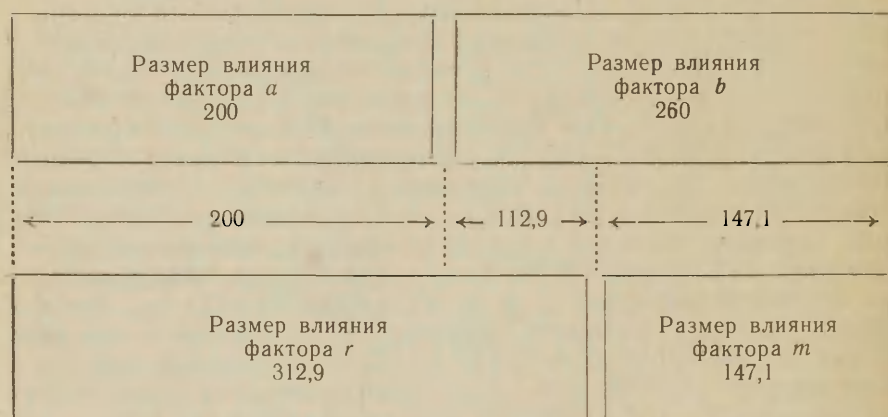 Размер влияния
фактора a
200
Размер влияния
фактора b
260
200
112,9
147,1
Размер влияния
фактора r
312,9
Размер влияния
фактора m
147,1